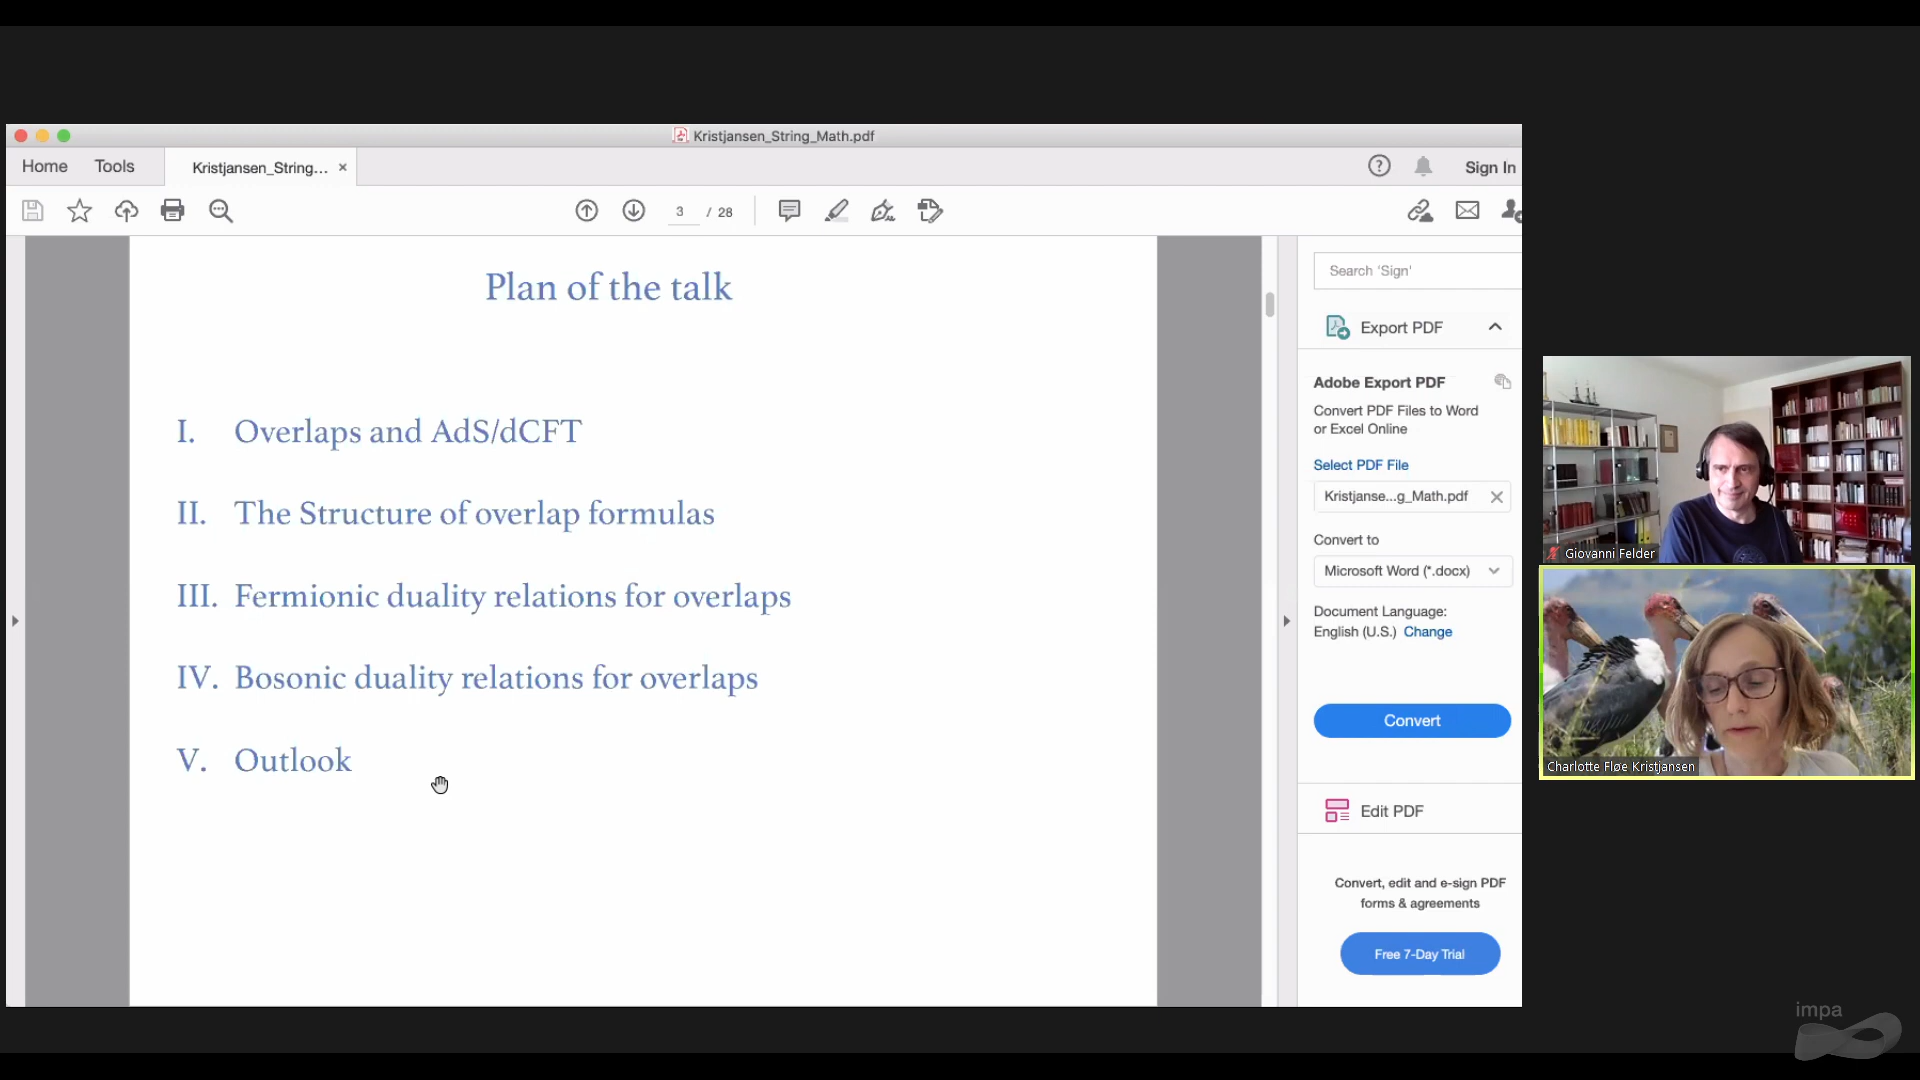 Kristjansen_String_Math.pdf
Home
Tools
Kristjansen_String...
Sign In
3 / 28
Plan of the talk
I. Overlaps and AdS/dCFT
II. The Structure of overlap formulas
III. Fermionic duality relations for overlaps
IV. Bosonic duality relations for overlaps
V. Outlook
Search 'Sign'
Export PDF
Adobe Export PDF
Convert PDF Files to Word
or Excel Online
Select PDF File
Kristjanse...g_Math.pdf
Convert to
Microsoft Word (*.docx)
Document Language:
English (U.S.) Change
Convert
Edit PDF
Convert, edit and e-sign PDF
forms & agreements
Free 7-Day Trial
Giovanni Felder
Charlotte Fløe Kristjansen
impa